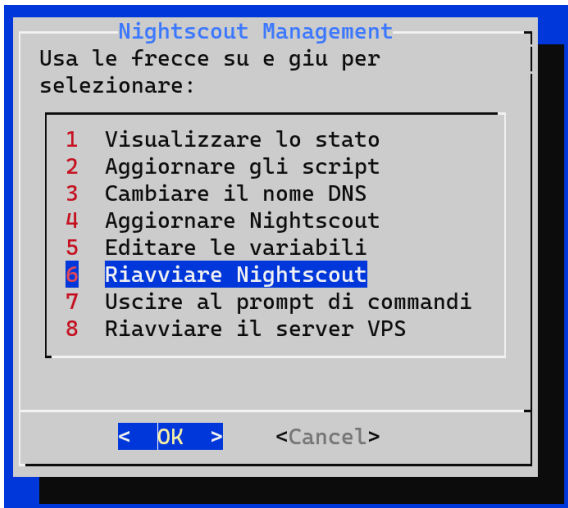 Nightscout Management
Usa le frecce su e giu per
selezionare:
1 Visualizzare lo stato
2 Aggiornare gli script
3 Cambiare il nome DNS
4 Aggiornare Nightscout
5 Editare le variabili
6 Riavviare Nightscout
7 Uscire al prompt di commandi
8 Riavviare il server VPS
< OK > <Cancel>